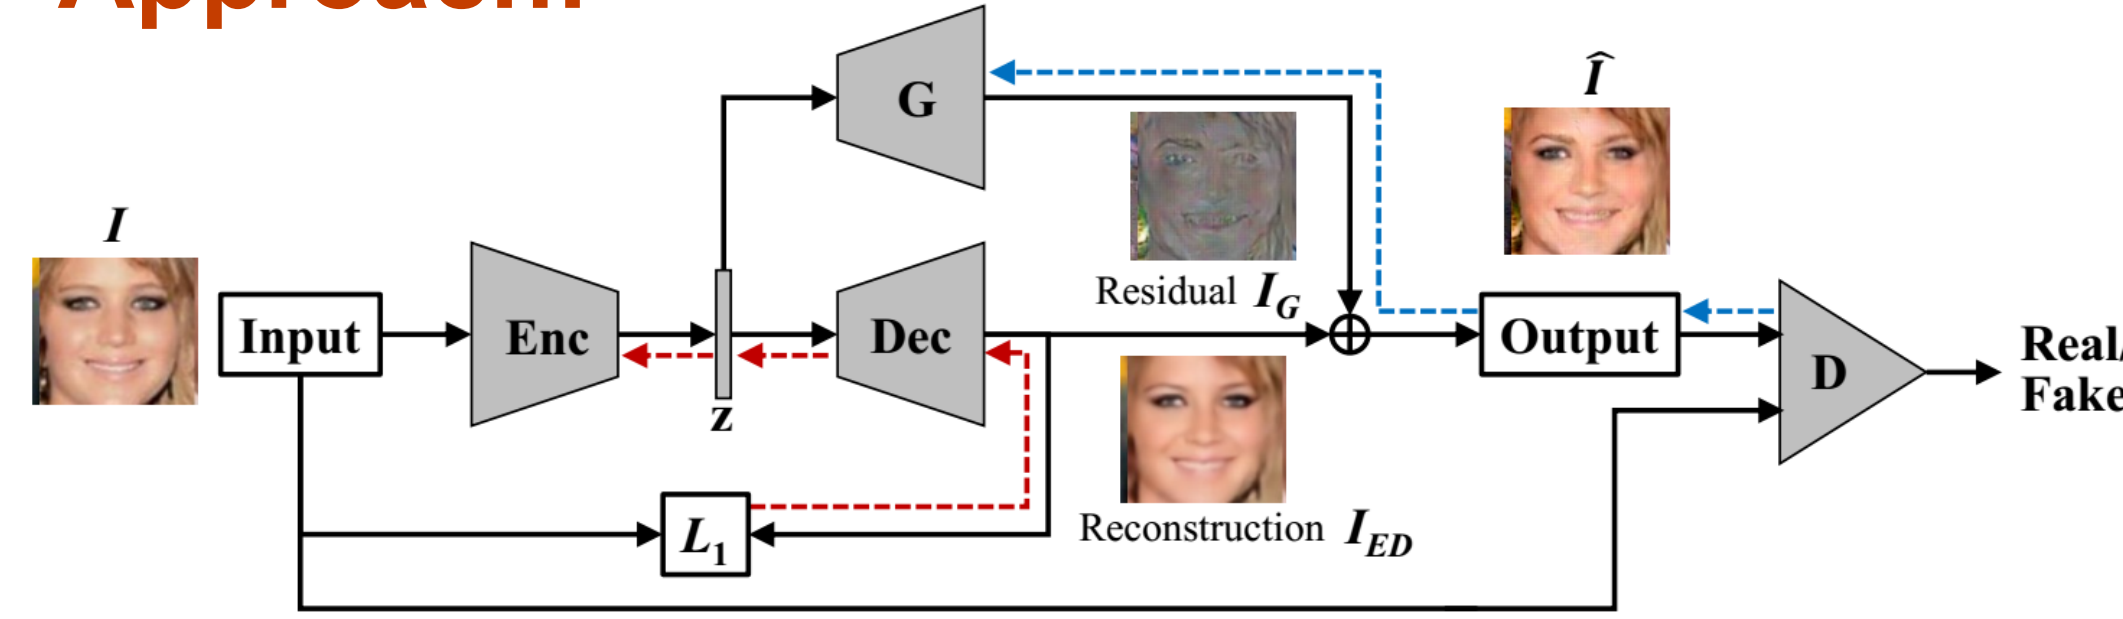 Approach:
G
Î
I
Residual I_G
Input
Enc
Dec
Output
D
Real/
Fake
z
L_1
Reconstruction I_ED